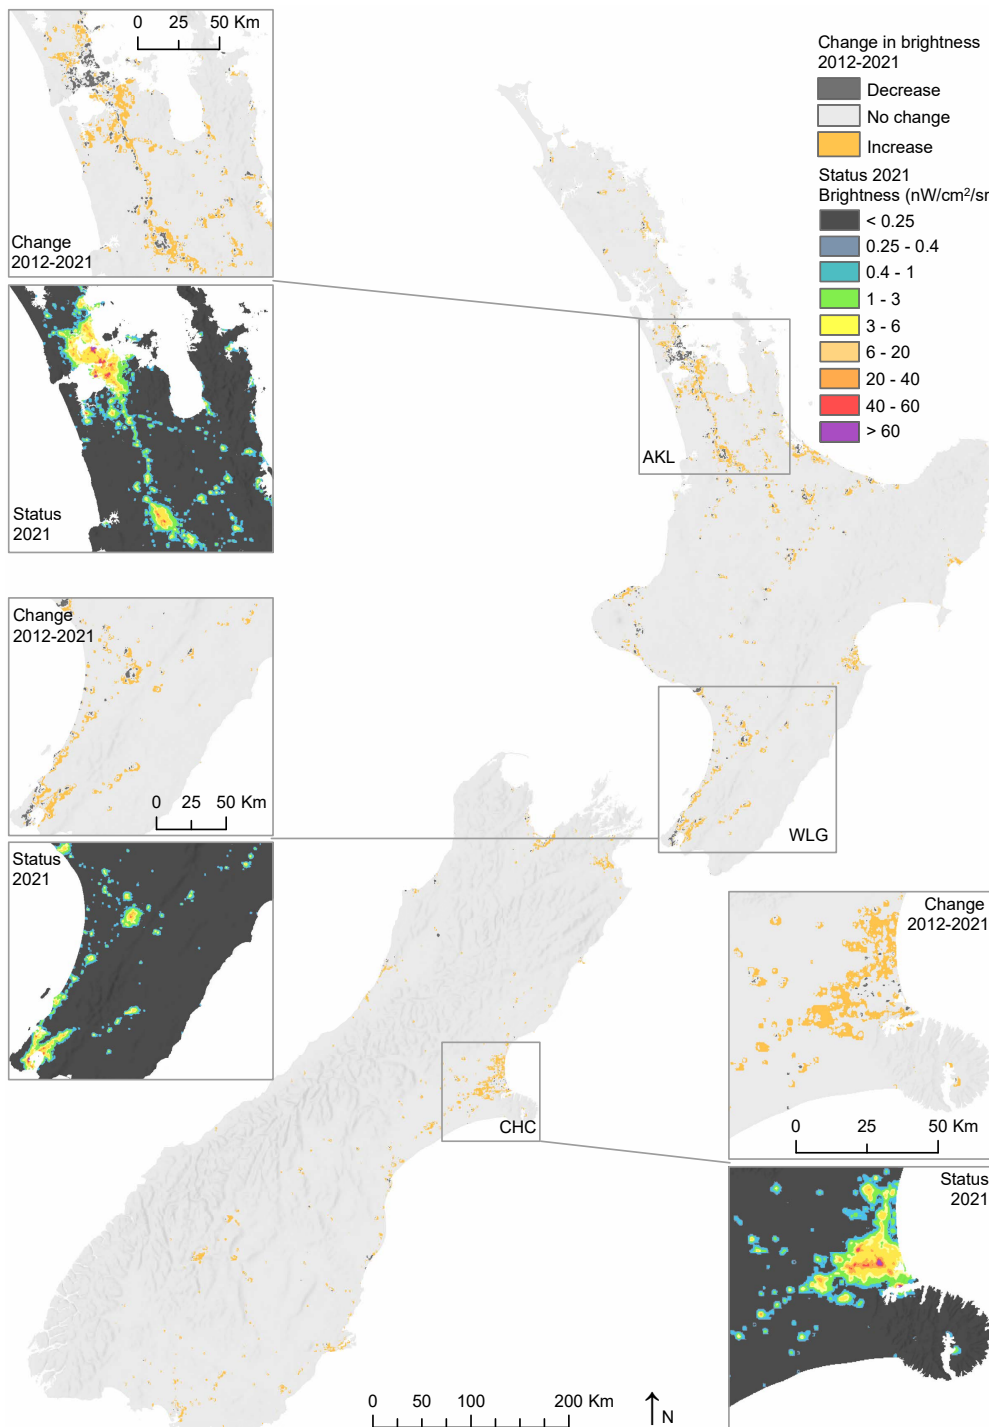 0 25 50 Km
Change
2012-2021
Status
2021
Change in brightness
2012-2021
Decrease
No change
Increase
Status 2021
Brightness (nW/cm²/sr
< 0.25
0.25 - 0.4
0.4 - 1
1 - 3
3 - 6
6 - 20
20 - 40
40 - 60
> 60
AKL
Change
2012-2021
0 25 50 Km
Status
2021
WLG
CHC
Change
2012-2021
0 25 50 Km
Status
2021
0 50 100 200 Km
N